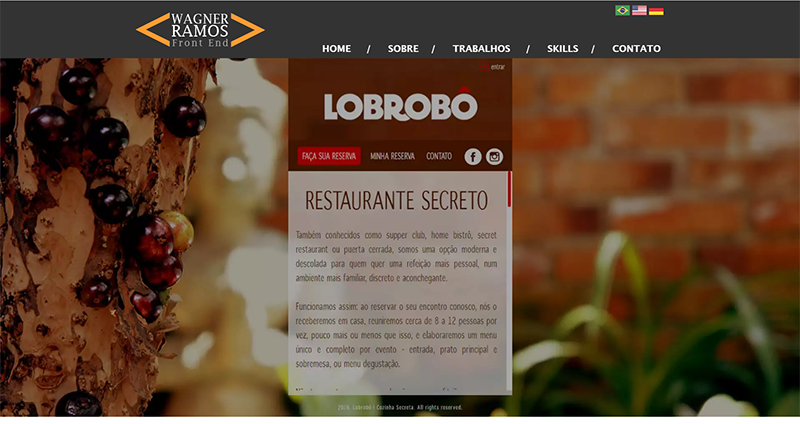 WAGNER
RAMOS
Front End
HOME / SOBRE / TRABALHOS / SKILLS / CONTATO
entrar
LOBROBÔ
FAÇA SUA RESERVA MINHA RESERVA CONTATO
RESTAURANTE SECRETO
Também conhecidos como supper club, home bistrô, secret
restaurant ou puerta cerrada, somos uma opção moderna e
descolada para quem quer uma refeição mais pessoal, num
ambiente mais familiar, discreto e aconchegante.
Funcionamos assim: ao reservar o seu encontro conosco, nós o
receberemos em casa, reuniremos cerca de 8 a 12 pessoas por
vez, pouco mais ou menos que isso, e elaboraremos um menu
único e completo por evento - entrada, prato principal e
sobremesa, ou menu degustação.
Lobrobô | Cozinha Secreta. All rights reserved.